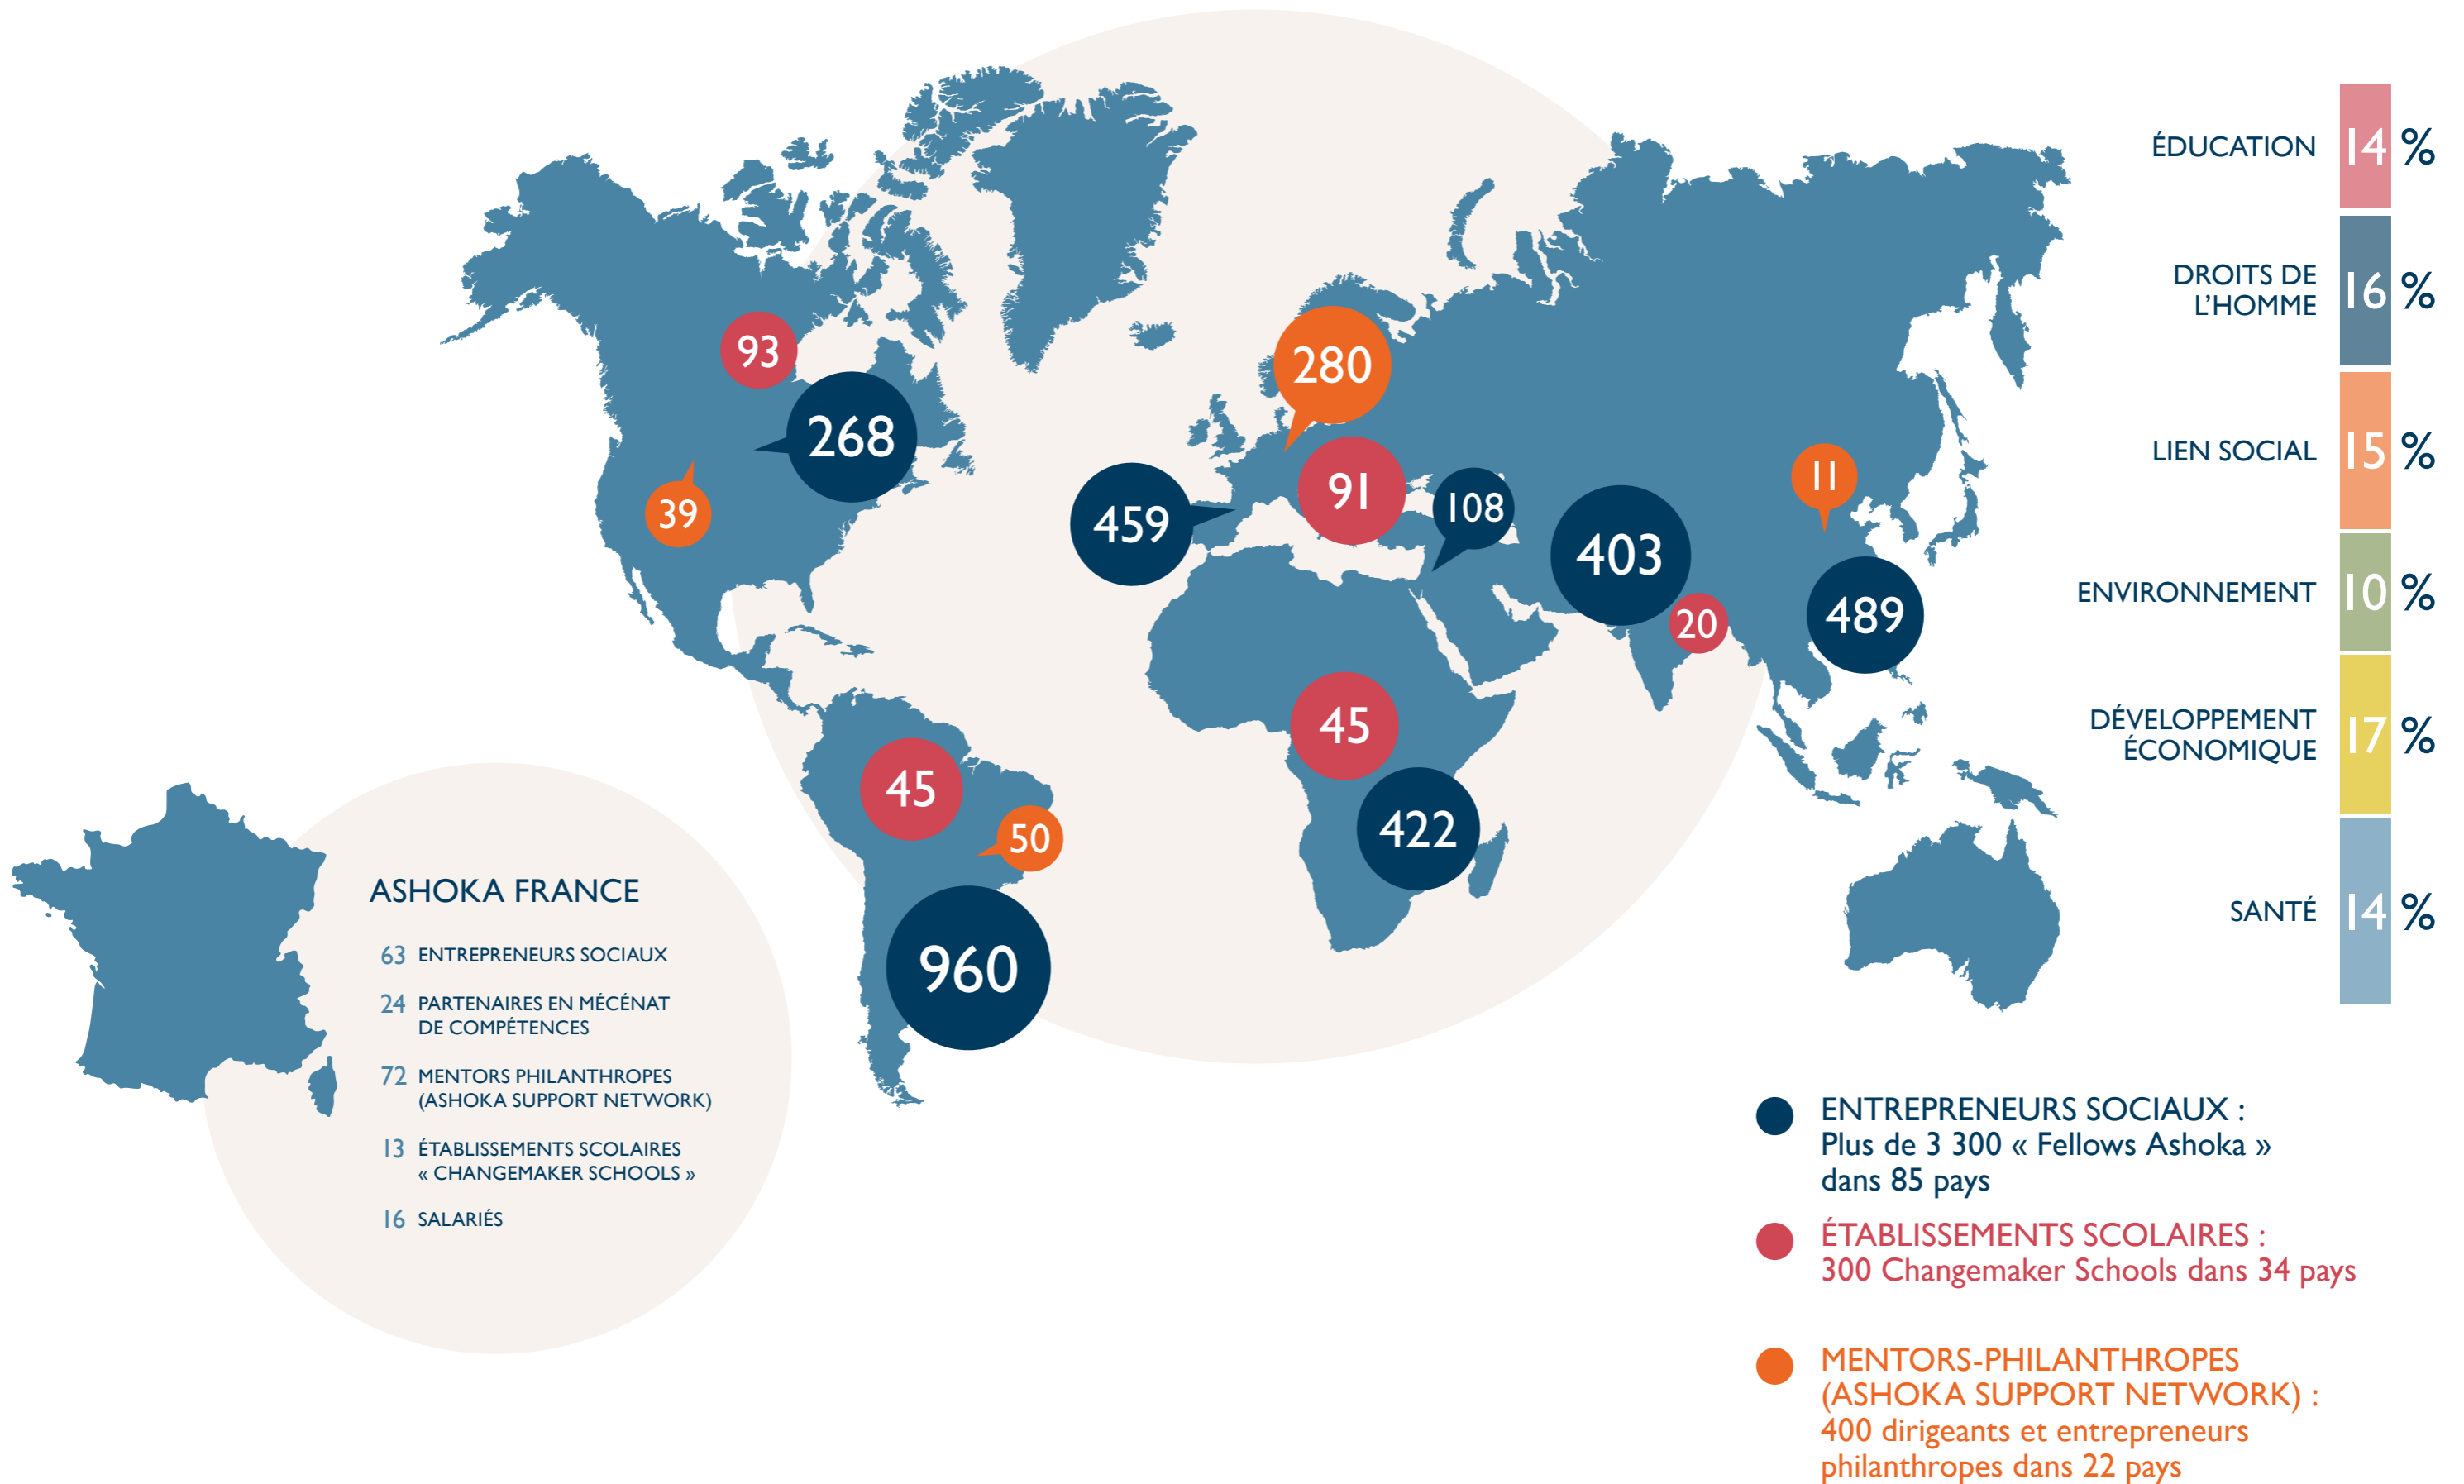 93
268
39
280
459
91
108
403
20
11
489
45
422
45
50
960
ÉDUCATION 14 %
DROITS DE
L’HOMME 16 %
LIEN SOCIAL 15 %
ENVIRONNEMENT 10 %
DÉVELOPPEMENT
ÉCONOMIQUE 17 %
SANTÉ 14 %
ASHOKA FRANCE
63 ENTREPRENEURS SOCIAUX
24 PARTENAIRES EN MÉCÉNAT
DE COMPÉTENCES
72 MENTORS PHILANTHROPES
(ASHOKA SUPPORT NETWORK)
13 ÉTABLISSEMENTS SCOLAIRES
« CHANGEMAKER SCHOOLS »
16 SALARIÉS
ENTREPRENEURS SOCIAUX :
Plus de 3 300 « Fellows Ashoka »
dans 85 pays
ÉTABLISSEMENTS SCOLAIRES :
300 Changemaker Schools dans 34 pays
MENTORS-PHILANTHROPES
(ASHOKA SUPPORT NETWORK) :
400 dirigeants et entrepreneurs
philanthropes dans 22 pays